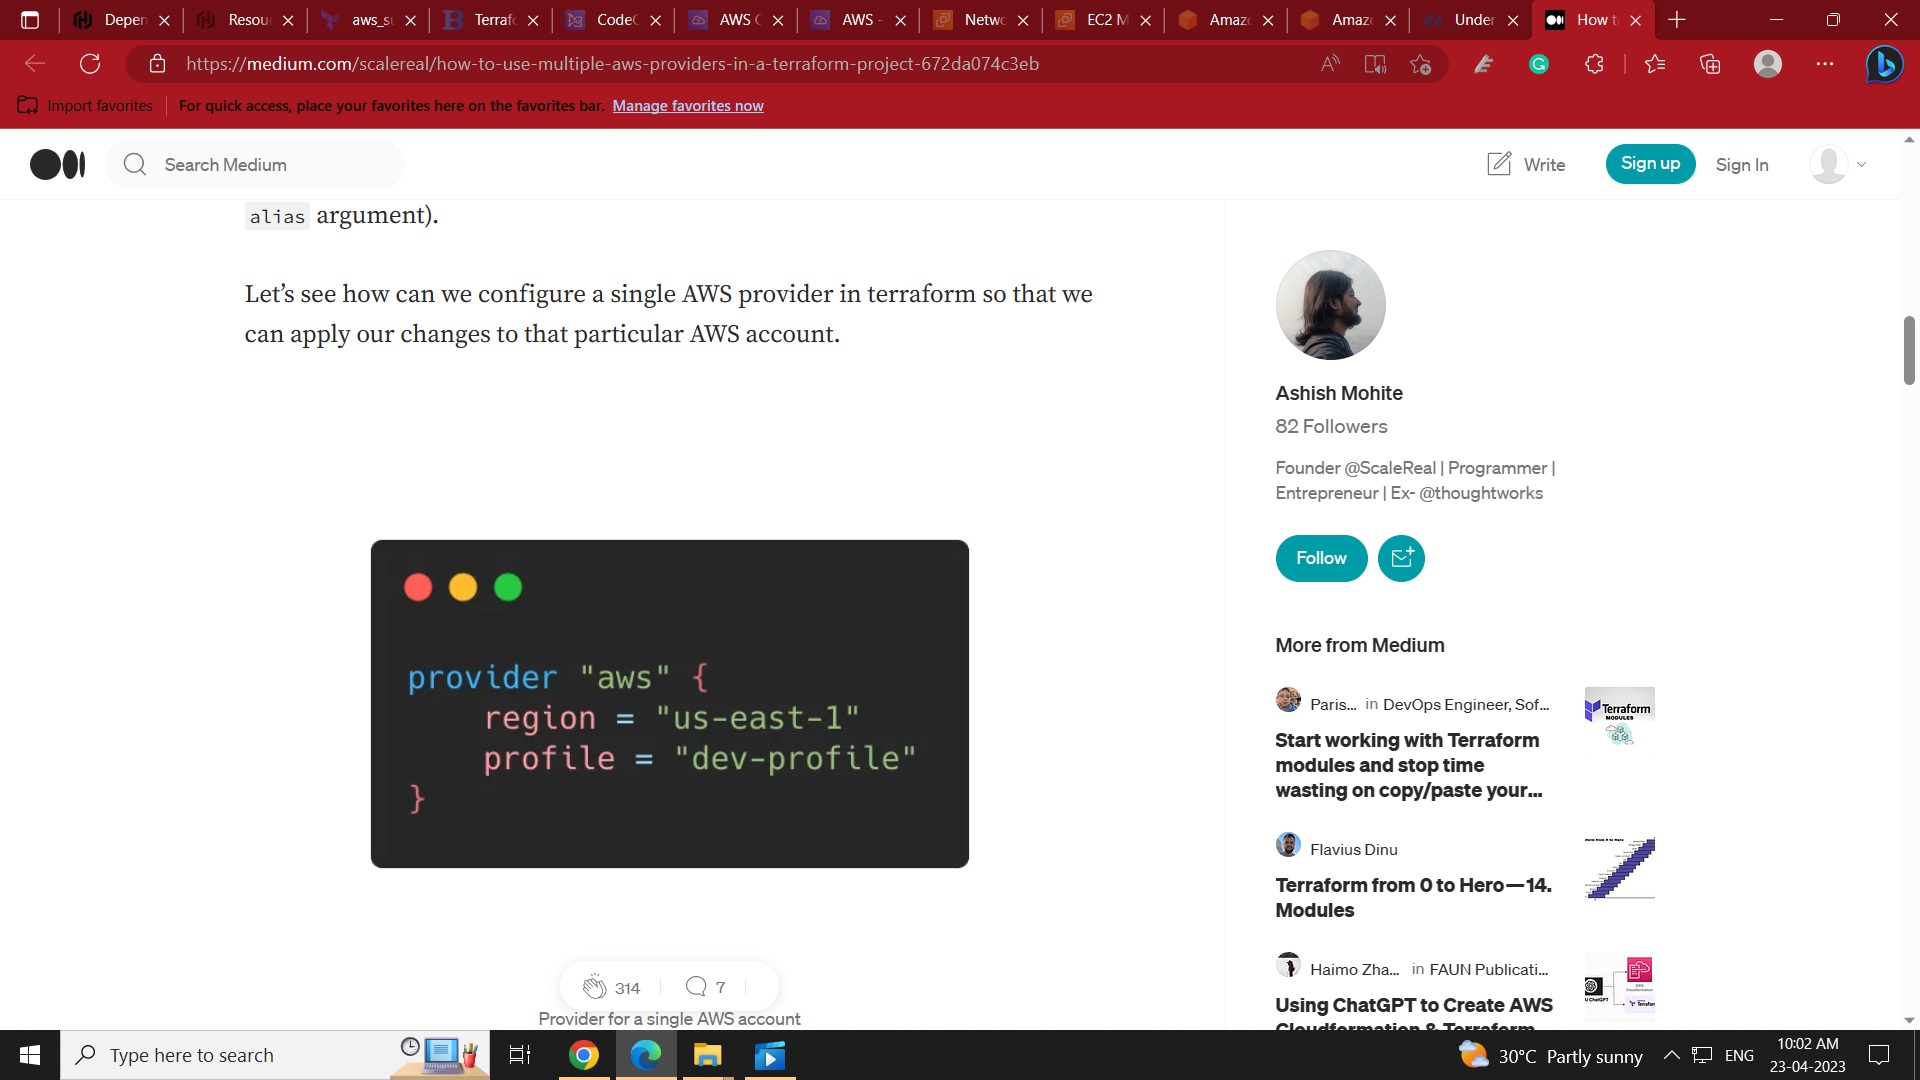 Deper
Resou
aws_su
Terrafo
CodeC
AWS C
AWS -
Netwo
EC2 M
Amazo
Amazo
Under
How to
https://medium.com/scalereal/how-to-use-multiple-aws-providers-in-a-terraform-project-672da074c3eb
Import favorites
For quick access, place your favorites here on the favorites bar. Manage favorites now
Search Medium
Write
Sign up
Sign In
alias argument).
Let’s see how can we configure a single AWS provider in terraform so that we
can apply our changes to that particular AWS account.
provider "aws" {
region = "us-east-1"
profile = "dev-profile"
}
314
7
Provider for a single AWS account
Ashish Mohite
82 Followers
Founder @ScaleReal | Programmer |
Entrepreneur | Ex- @thoughtworks
Follow
More from Medium
Paris... in DevOps Engineer, Sof...
Start working with Terraform
modules and stop time
wasting on copy/paste your...
Terraform
MODULES
Flavius Dinu
Terraform from 0 to Hero — 14.
Modules
Haimo Zha... in FAUN Publicati...
Using ChatGPT to Create AWS
Cloudformation & Terraform
Type here to search
30°C Partly sunny
ENG
10:02 AM
23-04-2023